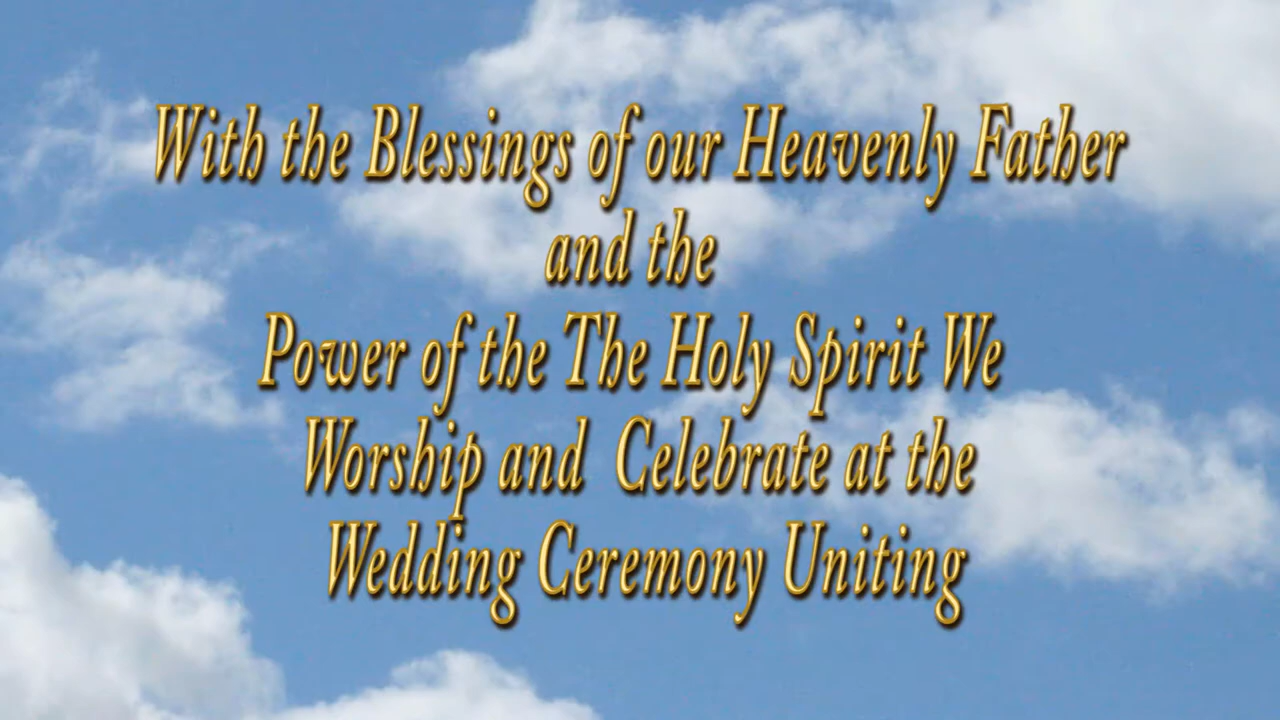 With the Blessings of our Heavenly Father
and the
Power of the The Holy Spirit We
Worship and  Celebrate at the
Wedding Ceremony Uniting